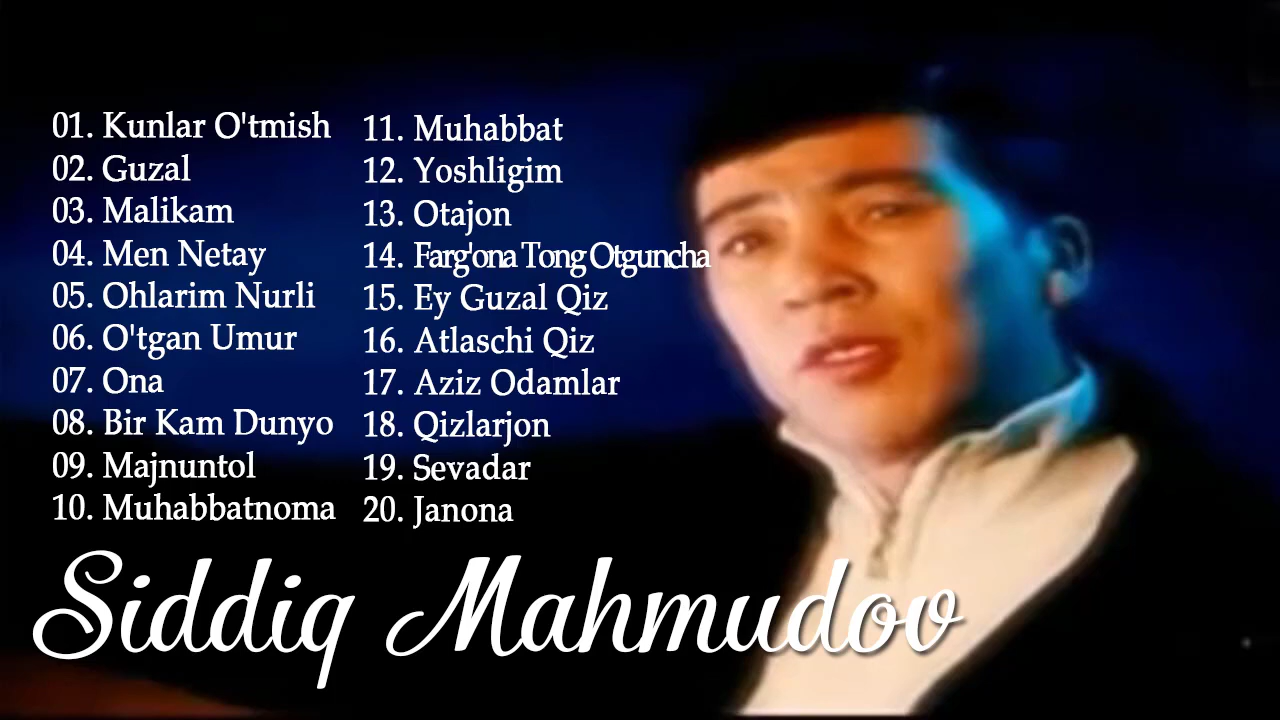 01. Kunlar O'tmish
02. Guzal
03. Malikam
04. Men Netay
05. Ohlarim Nurli
06. O'tgan Umur
07. Ona
08. Bir Kam Dunyo
09. Majnuntol
10. Muhabbatnoma
11. Muhabbat
12. Yoshligim
13. Otajon
14. Farg'ona Tong Otguncha
15. Ey Guzal Qiz
16. Atlaschi Qiz
17. Aziz Odamlar
18. Qizlarjon
19. Sevadar
20. Janona
Siddiq Mahmudov